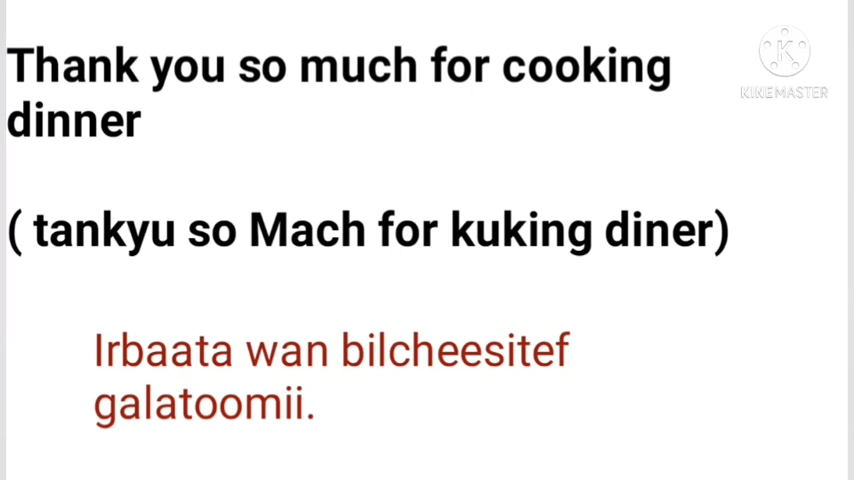 Thank you so much for cooking
dinner
( tankyu so Mach for kuking diner)
Irbaata wan bilcheesitef
galatoomii.
K
KINEMASTER